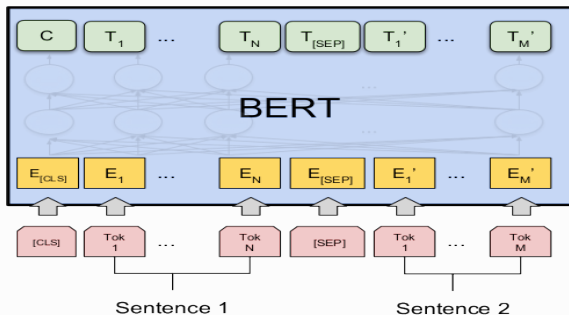 C T1 ... TN T[SEP] T1' ... TM'
...
BERT
...
E[CLS] E1 ... EN E[SEP] E1' ... EM'
[CLS] Tok 1 ... Tok N [SEP] Tok 1 ... Tok M
Sentence 1 Sentence 2